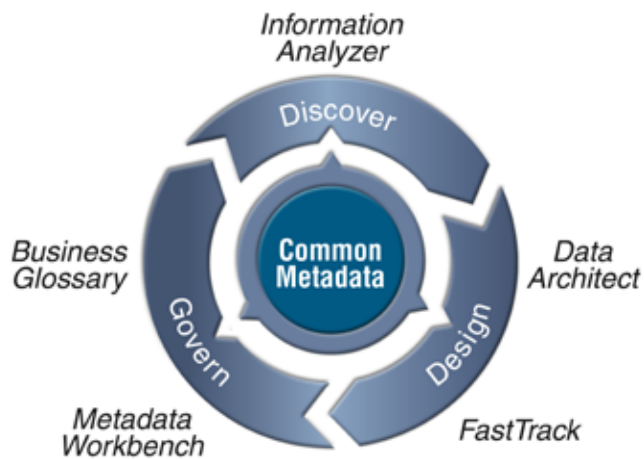 Information
Analyzer
Discover
Business
Glossary
Common
Metadata
Data
Architect
Govern
Design
Metadata
Workbench
FastTrack